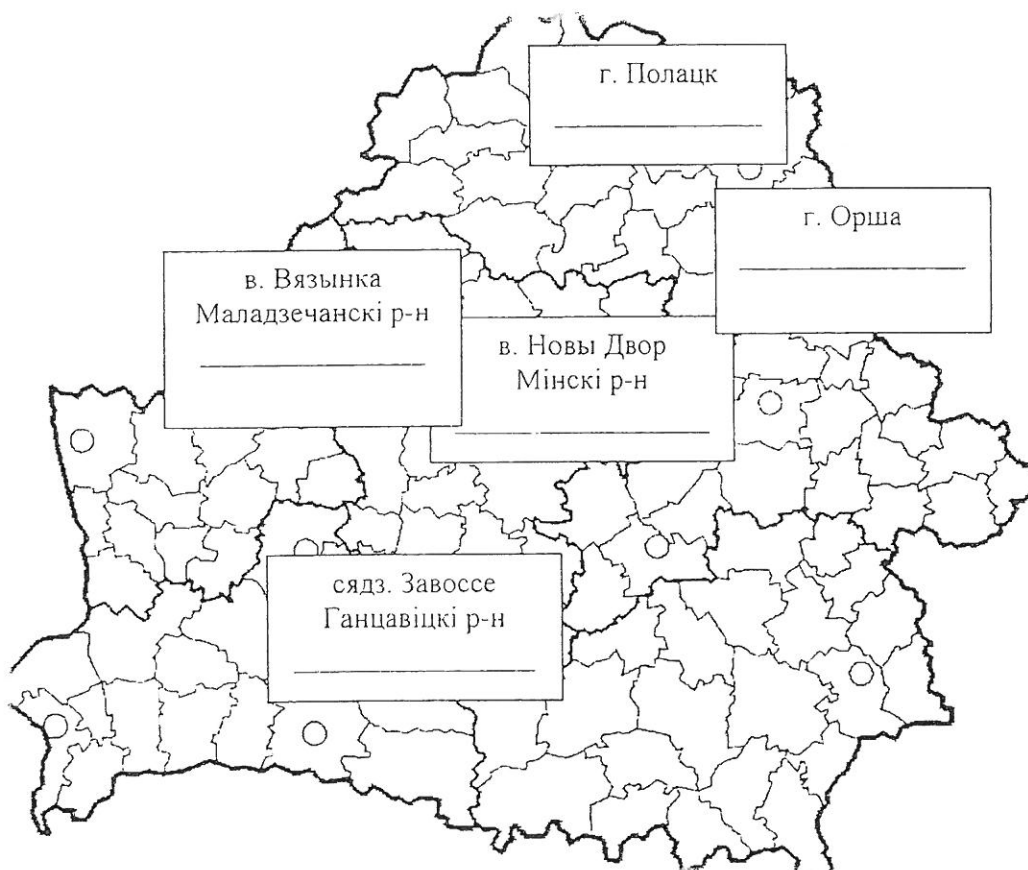 г. Полацк
г. Орша
в. Вязынка
Маладзечанскі р-н
в. Новы Двор
Мінскі р-н
сядз. Завоссе
Ганцавіцкі р-н